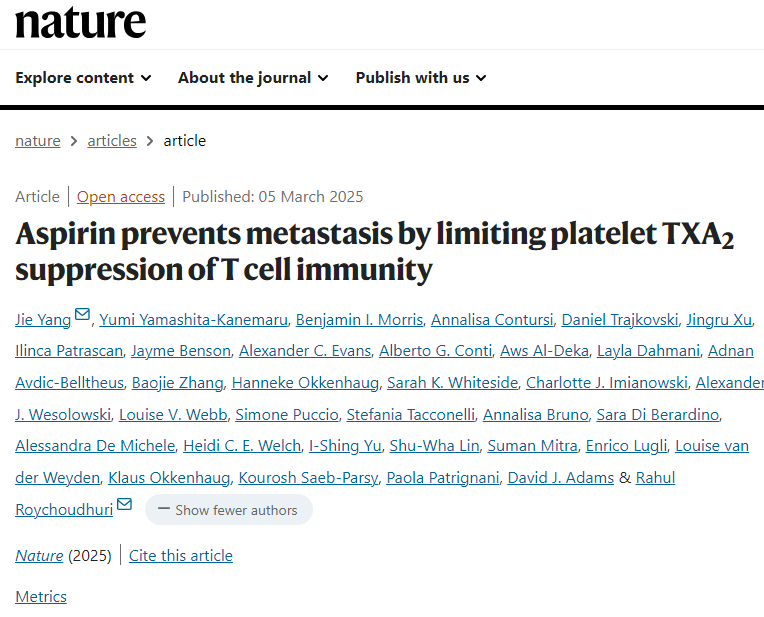 nature
Explore content About the journal Publish with us
nature > articles > article
Article | Open access | Published: 05 March 2025
Aspirin prevents metastasis by limiting platelet TXA₂
suppression of T cell immunity
Jie Yang, Yumi Yamashita-Kanemaru, Benjamin I. Morris, Annalisa Contursi, Daniel Trajkovski, Jingru Xu,
Ilinca Patrascan, Jayme Benson, Alexander C. Evans, Alberto G. Conti, Aws Al-Deka, Layla Dahmani, Adnan
Avdic-Belltheus, Baojie Zhang, Hanneke Okkenhaug, Sarah K. Whiteside, Charlotte J. Imianowski, Alexander
J. Wesolowski, Louise V. Webb, Simone Puccio, Stefania Tacconelli, Annalisa Bruno, Sara Di Berardino,
Alessandra De Michele, Heidi C. E. Welch, I-Shing Yu, Shu-Wha Lin, Suman Mitra, Enrico Lugli, Louise van
der Weyden, Klaus Okkenhaug, Kourosh Saeb-Parsy, Paola Patrignani, David J. Adams & Rahul
Roychoudhuri — Show fewer authors
Nature (2025) | Cite this article
Metrics